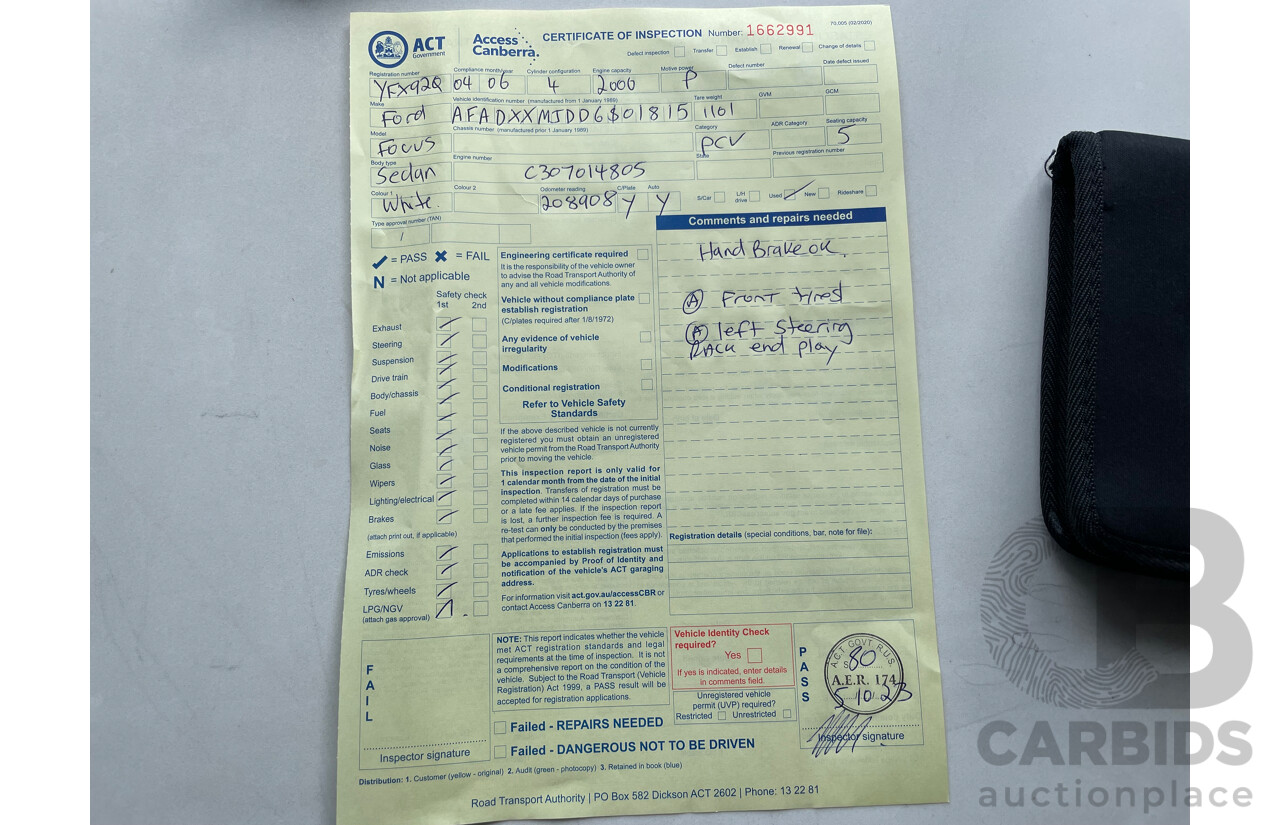 70.005 (02/2020)
ACT Government
Access Canberra.
CERTIFICATE OF INSPECTION Number: 1662991
Defect inspection Transfer Establish Renewal Change of details
Registration number Compliance month/year Cylinder configuration Engine capacity Motive power Defect number Date defect issued
YFX92Q 04 06 4 2000 P
Make Vehicle identification number (manufactured from 1 January 1989) Tare weight GVM GCM
Ford AFADXXMJDD6$01815 1101
Model Chassis number (manufactured prior 1 January 1989) Category ADR Category Seating capacity
Focus PCV 5
Body type Engine number State Previous registration number
Sedan C307014805
Colour 1 Colour 2 Odometer reading C/Plate Auto S/Car L/H drive Used New Rideshare
White. 208908 Y Y
Type approval number (TAN)
Comments and repairs needed
Hand Brake ok.
(A) Front tires
(A) left Steering
Rack end play
= PASS = FAIL
N = Not applicable
Safety check
1st 2nd
Exhaust
Steering
Suspension
Drive train
Body/chassis
Fuel
Seats
Noise
Glass
Wipers
Lighting/electrical
Brakes
(attach print out, if applicable)
Emissions
ADR check
Tyres/wheels
LPG/NGV
(attach gas approval)
Engineering certificate required
It is the responsibility of the vehicle owner
to advise the Road Transport Authority of
any and all vehicle modifications.
Vehicle without compliance plate
establish registration
(C/plates required after 1/8/1972)
Any evidence of vehicle
irregularity
Modifications
Conditional registration
Refer to Vehicle Safety
Standards
If the above described vehicle is not currently
registered you must obtain an unregistered
vehicle permit from the Road Transport Authority
prior to moving the vehicle.
This inspection report is only valid for
1 calendar month from the date of the initial
inspection. Transfers of registration must be
completed within 14 calendar days of purchase
or a late fee applies. If the inspection report
is lost, a further inspection fee is required. A
re-test can only be conducted by the premises
that performed the initial inspection (fees apply).
Applications to establish registration must
be accompanied by Proof of Identity and
notification of the vehicle's ACT garaging
address.
For information visit act.gov.au/accessCBR or
contact Access Canberra on 13 22 81.
Registration details (special conditions, bar, note for file):
FAIL
Inspector signature
NOTE: This report indicates whether the vehicle
met ACT registration standards and legal
requirements at the time of inspection. It is not
a comprehensive report on the condition of the
vehicle. Subject to the Road Transport (Vehicle
Registration) Act 1999, a PASS result will be
accepted for registration applications.
Failed - REPAIRS NEEDED
Failed - DANGEROUS NOT TO BE DRIVEN
Vehicle Identity Check
required?
Yes
If yes is indicated, enter details
in comments field.
Unregistered vehicle
permit (UVP) required?
Restricted Unrestricted
PASS
A.C.T GOVT R.U.S.
80
A.E.R. 174
5/10/23
Inspector signature
Distribution: 1. Customer (yellow - original) 2. Audit (green - photocopy) 3. Retained in book (blue)
Road Transport Authority | PO Box 582 Dickson ACT 2602 | Phone: 13 22 81
CB
CARBIDS
auctionplace